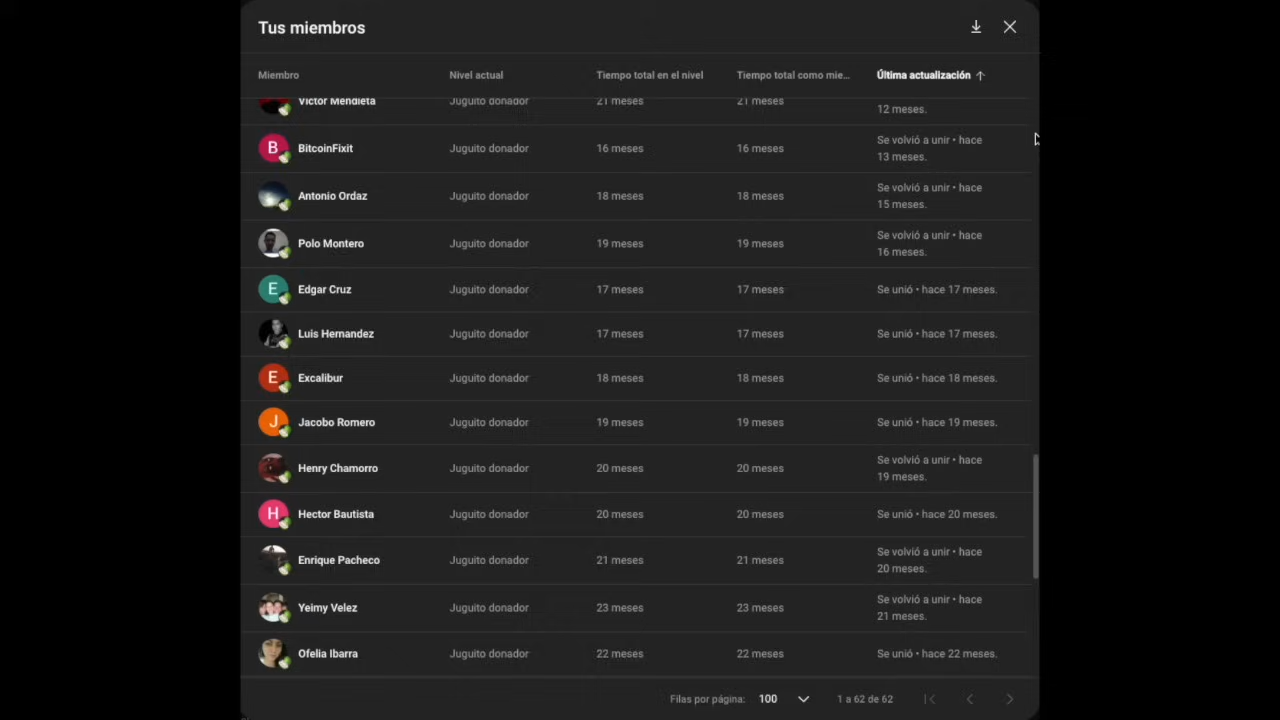 Tus miembros
Miembro Nivel actual Tiempo total en el nivel Tiempo total como mie... Última actualización
Victor Mendieta Juguito donador 21 meses 21 meses 12 meses.
B BitcoinFixit Juguito donador 16 meses 16 meses Se volvió a unir • hace
13 meses.
Antonio Ordaz Juguito donador 18 meses 18 meses Se volvió a unir • hace
15 meses.
Polo Montero Juguito donador 19 meses 19 meses Se volvió a unir • hace
16 meses.
E Edgar Cruz Juguito donador 17 meses 17 meses Se unió • hace 17 meses.
Luis Hernandez Juguito donador 17 meses 17 meses Se unió • hace 17 meses.
E Excalibur Juguito donador 18 meses 18 meses Se unió • hace 18 meses.
J Jacobo Romero Juguito donador 19 meses 19 meses Se unió • hace 19 meses.
Henry Chamorro Juguito donador 20 meses 20 meses Se volvió a unir • hace
19 meses.
H Hector Bautista Juguito donador 20 meses 20 meses Se unió • hace 20 meses.
Enrique Pacheco Juguito donador 21 meses 21 meses Se volvió a unir • hace
20 meses.
Yeimy Velez Juguito donador 23 meses 23 meses Se volvió a unir • hace
21 meses.
Ofelia Ibarra Juguito donador 22 meses 22 meses Se unió • hace 22 meses.
Filas por página: 100 1 a 62 de 62